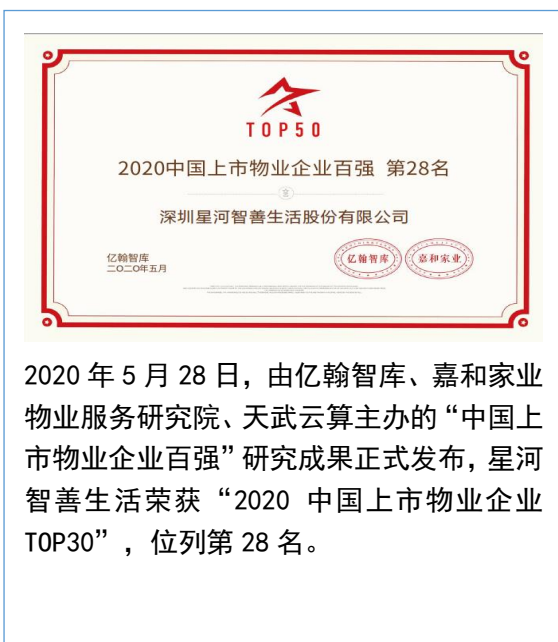 TOP50
2020中国上市物业企业百强 第28名
深圳星河智善生活股份有限公司
亿翰智库
二〇二〇年五月
亿翰智库
嘉和家业
2020 年 5 月 28 日，由亿翰智库、嘉和家业
物业服务研究院、天武云算主办的“中国上
市物业企业百强”研究成果正式发布，星河
智善生活荣获“2020 中国上市物业企业
TOP30”，位列第 28 名。